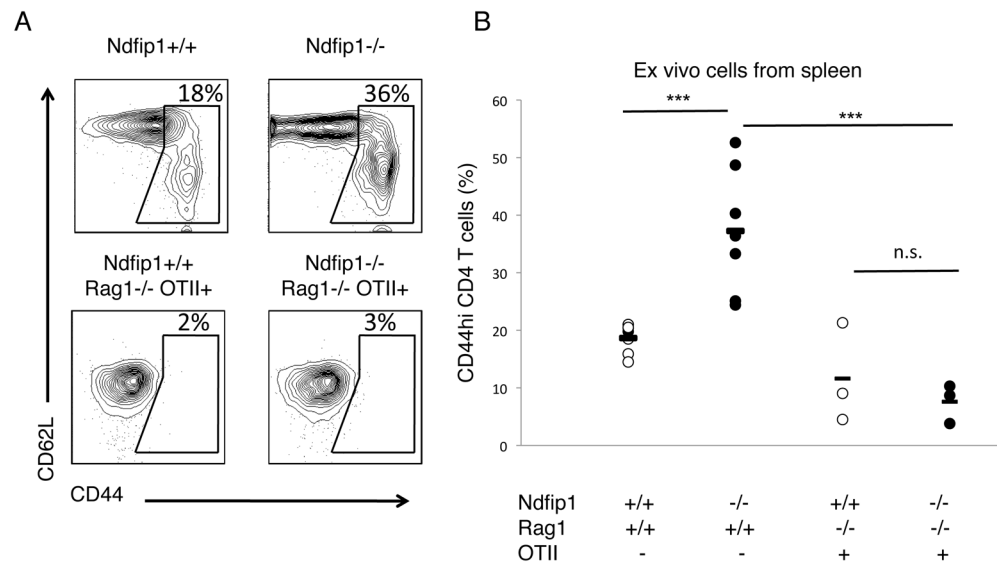 A
Ndfip1+/+
Ndfip1-/-
18%
36%
Ndfip1+/+
Rag1-/- OTII+
Ndfip1-/-
Rag1-/- OTII+
2%
3%
CD62L
CD44
B
Ex vivo cells from spleen
CD44hi CD4 T cells (%)
60
50
40
30
20
10
0
***
***
n.s.
Ndfip1 +/+ -/- +/+ -/-
Rag1 +/+ +/+ -/- -/-
OTII - - + +